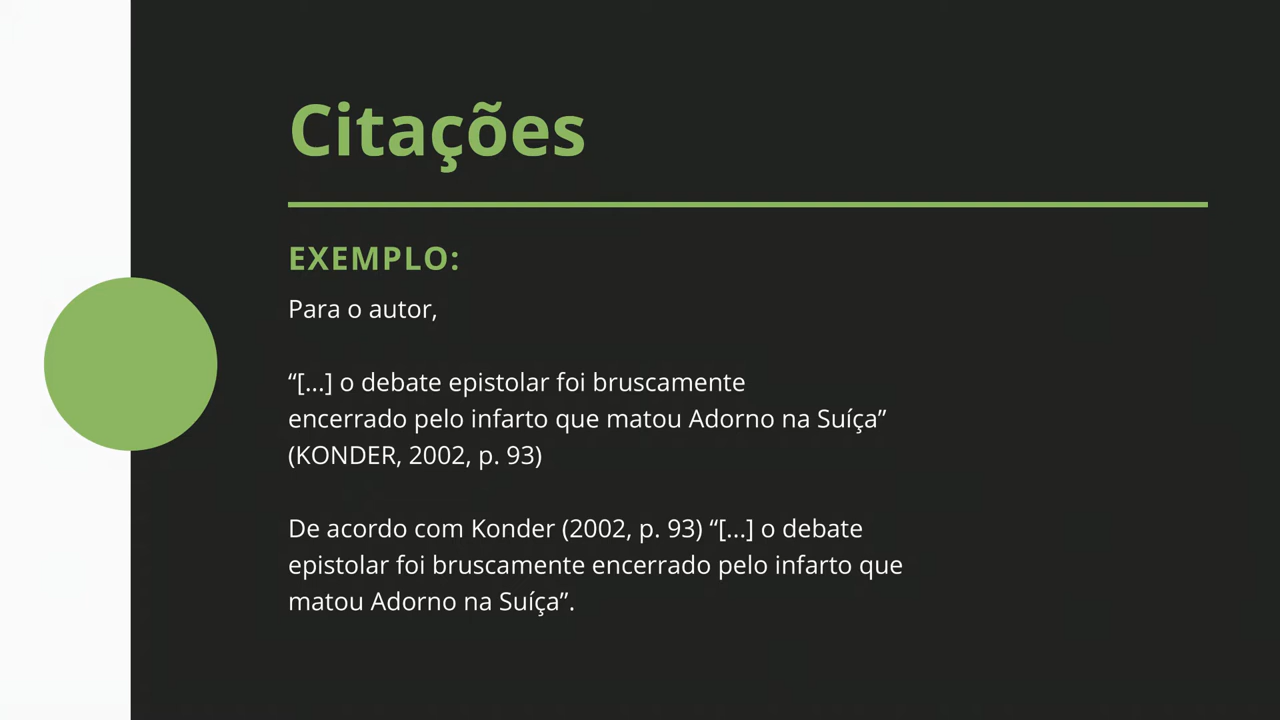 Citações
EXEMPLO:
Para o autor,
“[...] o debate epistolar foi bruscamente
encerrado pelo infarto que matou Adorno na Suíça”
(KONDER, 2002, p. 93)
De acordo com Konder (2002, p. 93) “[...] o debate
epistolar foi bruscamente encerrado pelo infarto que
matou Adorno na Suíça”.